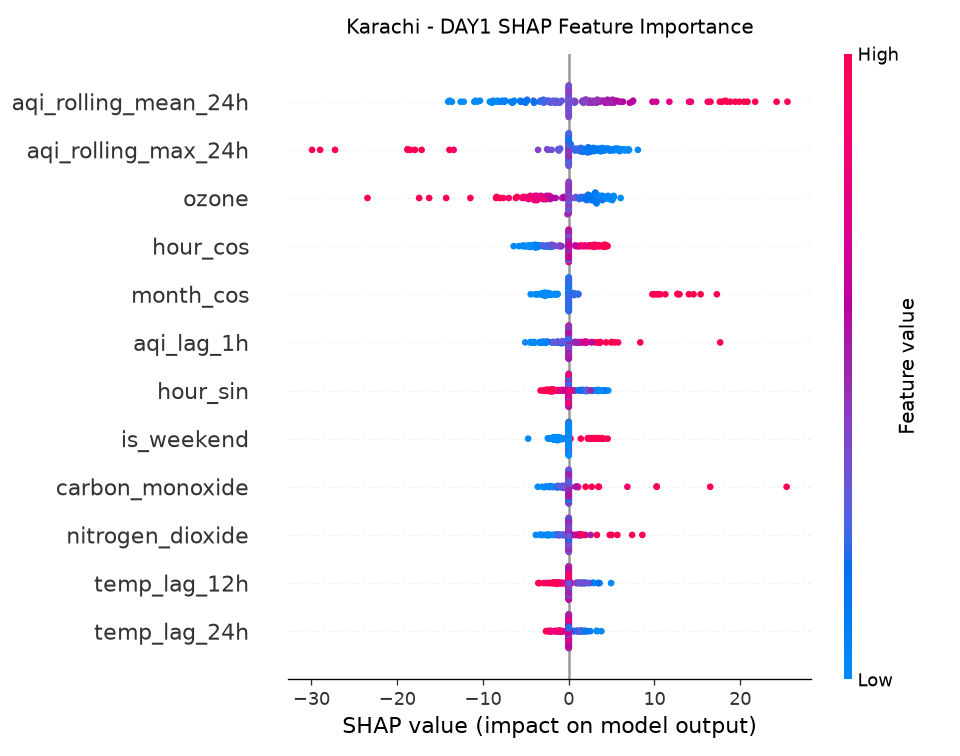 Karachi - DAY1 SHAP Feature Importance
High
aqi_rolling_mean_24h
aqi_rolling_max_24h
ozone
hour_cos
month_cos
aqi_lag_1h
hour_sin
is_weekend
carbon_monoxide
nitrogen_dioxide
temp_lag_12h
temp_lag_24h
Feature value
Low
−30 −20 −10 0 10 20
SHAP value (impact on model output)